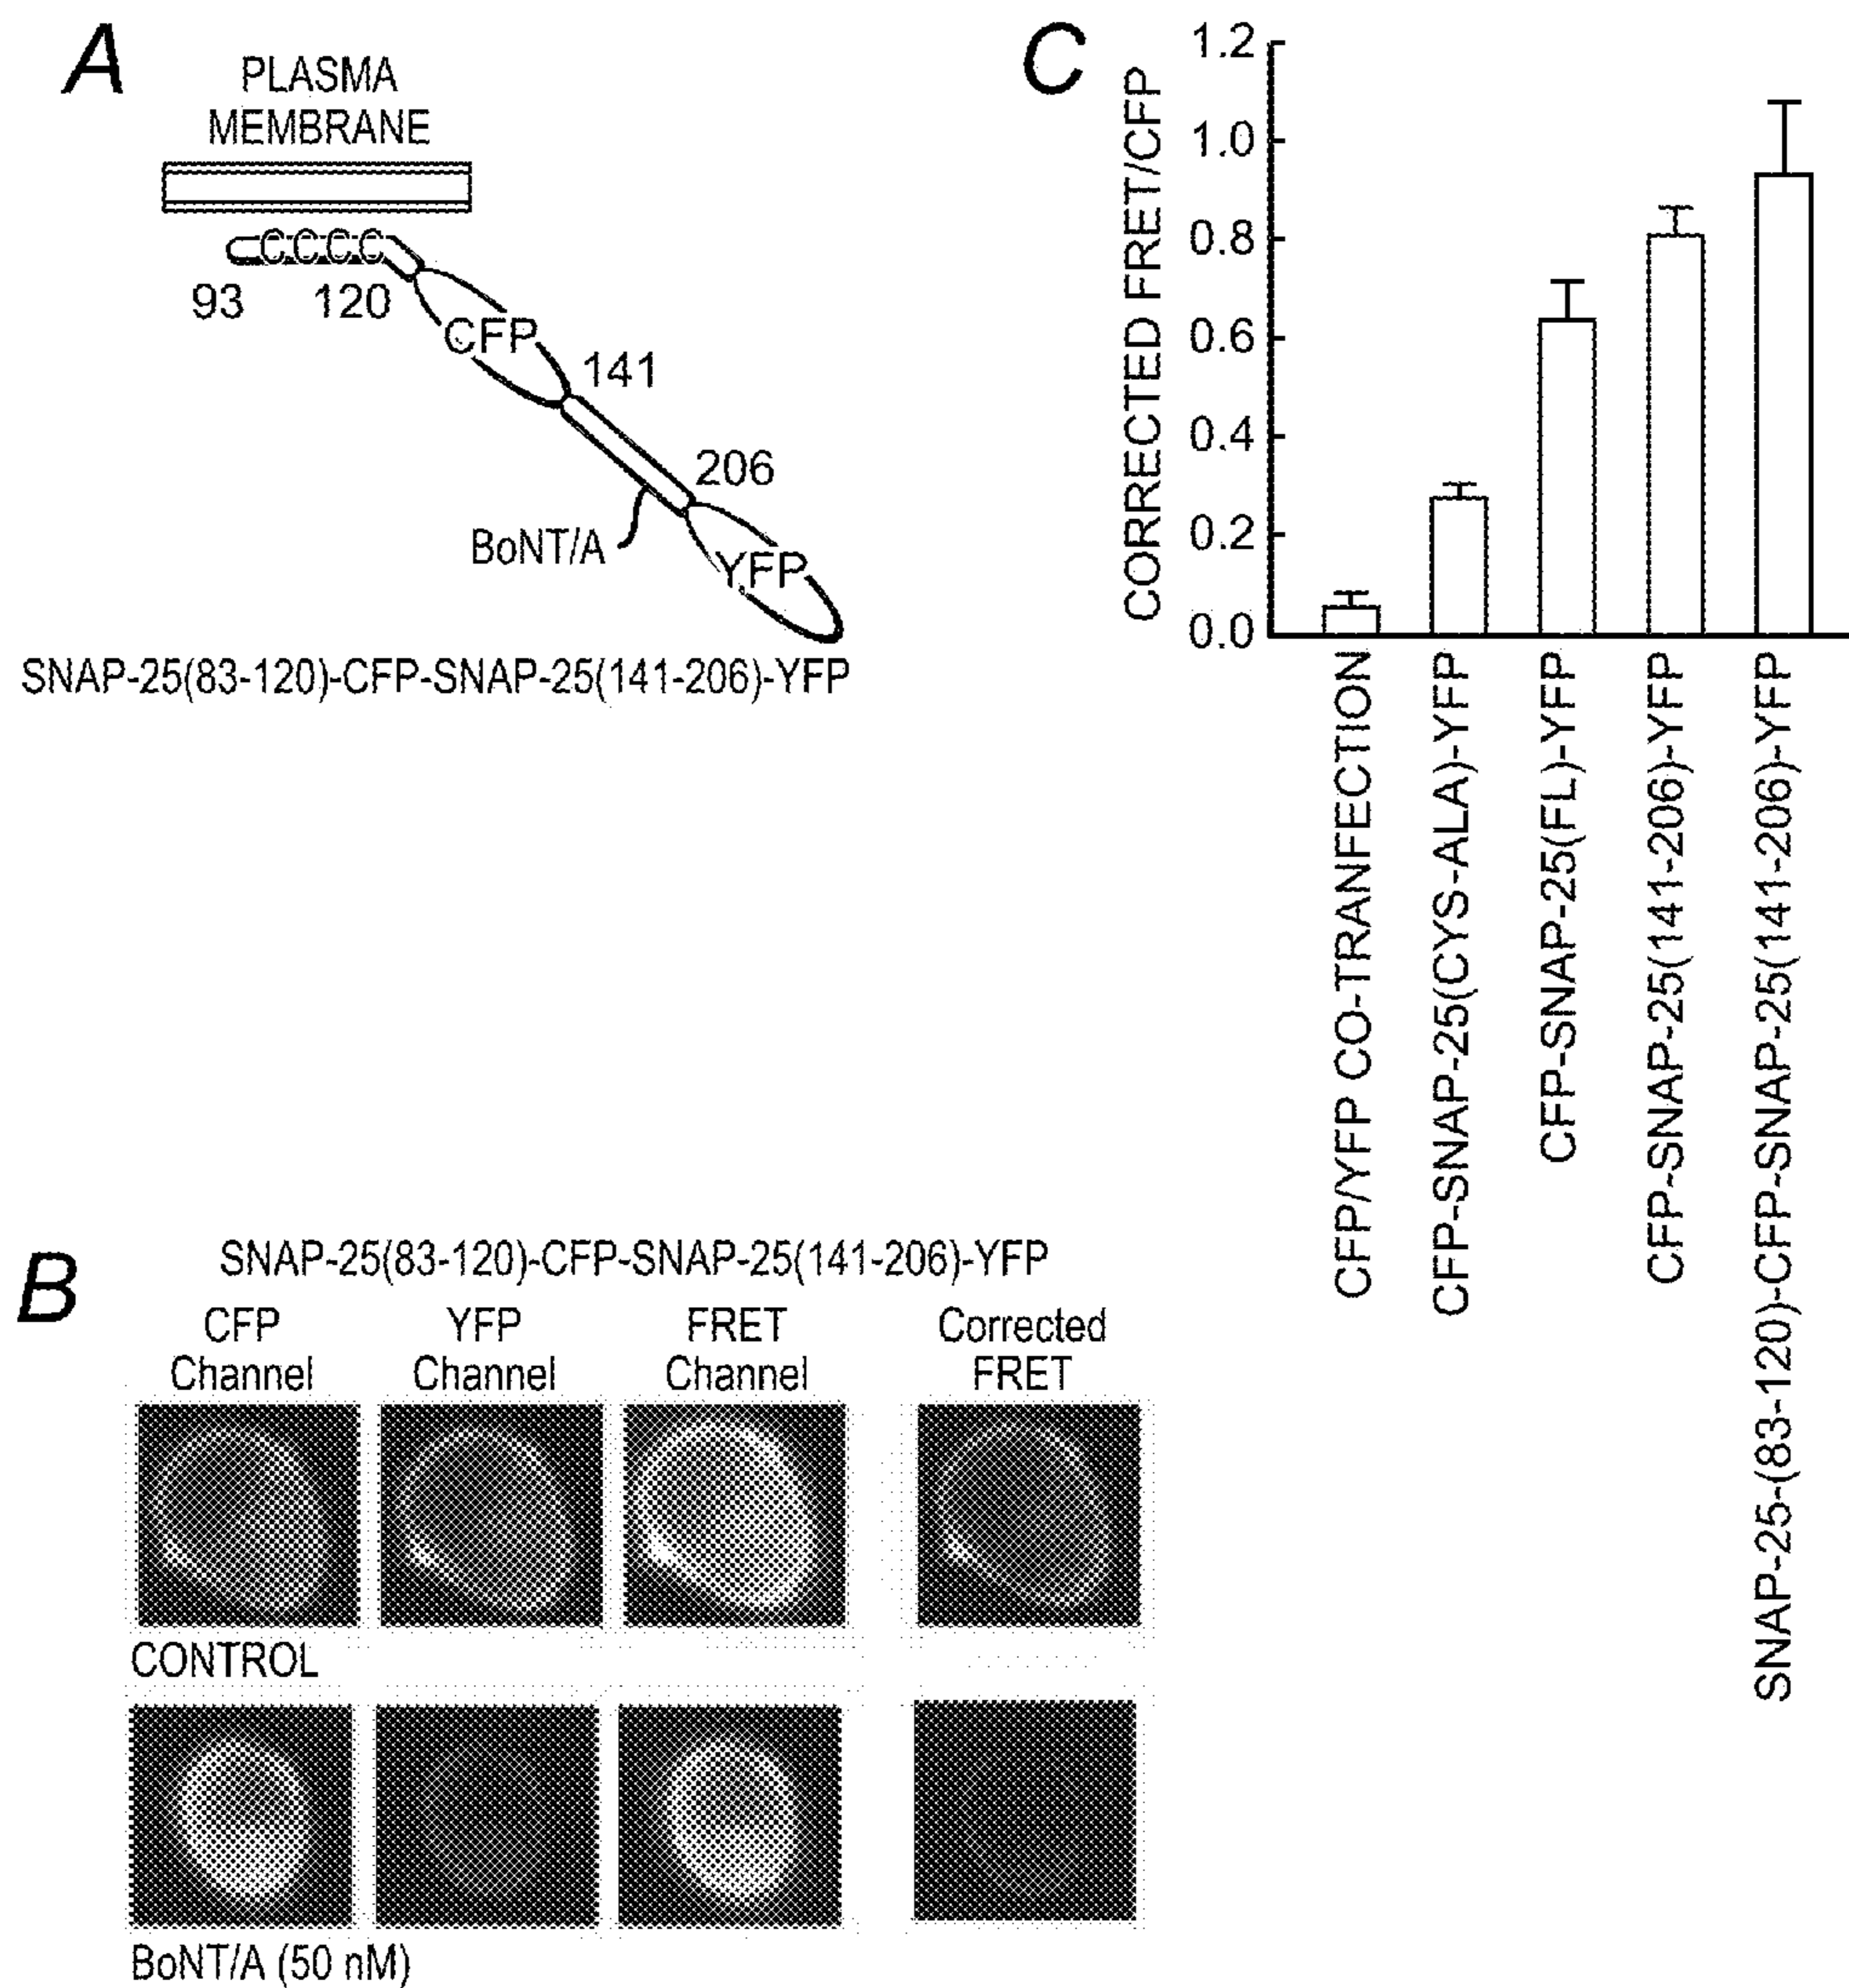 A
PLASMA
MEMBRANE
CCCC
93
120
CFP
141
206
BoNT/A
YFP
SNAP-25(83-120)-CFP-SNAP-25(141-206)-YFP
C
CORRECTED FRET/CFP
1.2
1.0
0.8
0.6
0.4
0.2
0.0
CFP/YFP CO-TRANFECTION
CFP-SNAP-25(CYS-ALA)-YFP
CFP-SNAP-25(FL)-YFP
CFP-SNAP-25(141-206)-YFP
SNAP-25-(83-120)-CFP-SNAP-25(141-206)-YFP
B
SNAP-25(83-120)-CFP-SNAP-25(141-206)-YFP
CFP
Channel
YFP
Channel
FRET
Channel
Corrected
FRET
CONTROL
BoNT/A (50 nM)